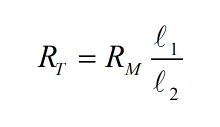 R_T = R_M ℓ_1/ℓ_2